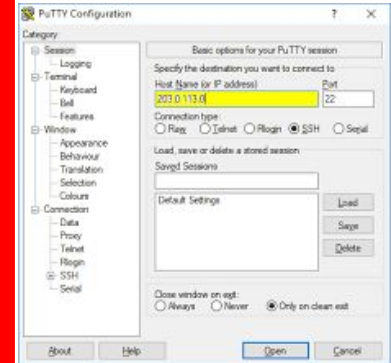 PuTTY Configuration
Category:
Session
Logging
Terminal
Keyboard
Bell
Features
Window
Appearance
Behaviour
Translation
Selection
Colours
Connection
Data
Proxy
Telnet
Rlogin
SSH
Serial
Basic options for your PuTTY session
Specify the destination you want to connect to
Host Name (or IP address) Port
203.0.113.0 22
Connection type:
Raw Telnet Rlogin SSH Serial
Load, save or delete a stored session
Saved Sessions
Default Settings
Load
Save
Delete
Close window on exit:
Always Never Only on clean exit
About Help Open Cancel